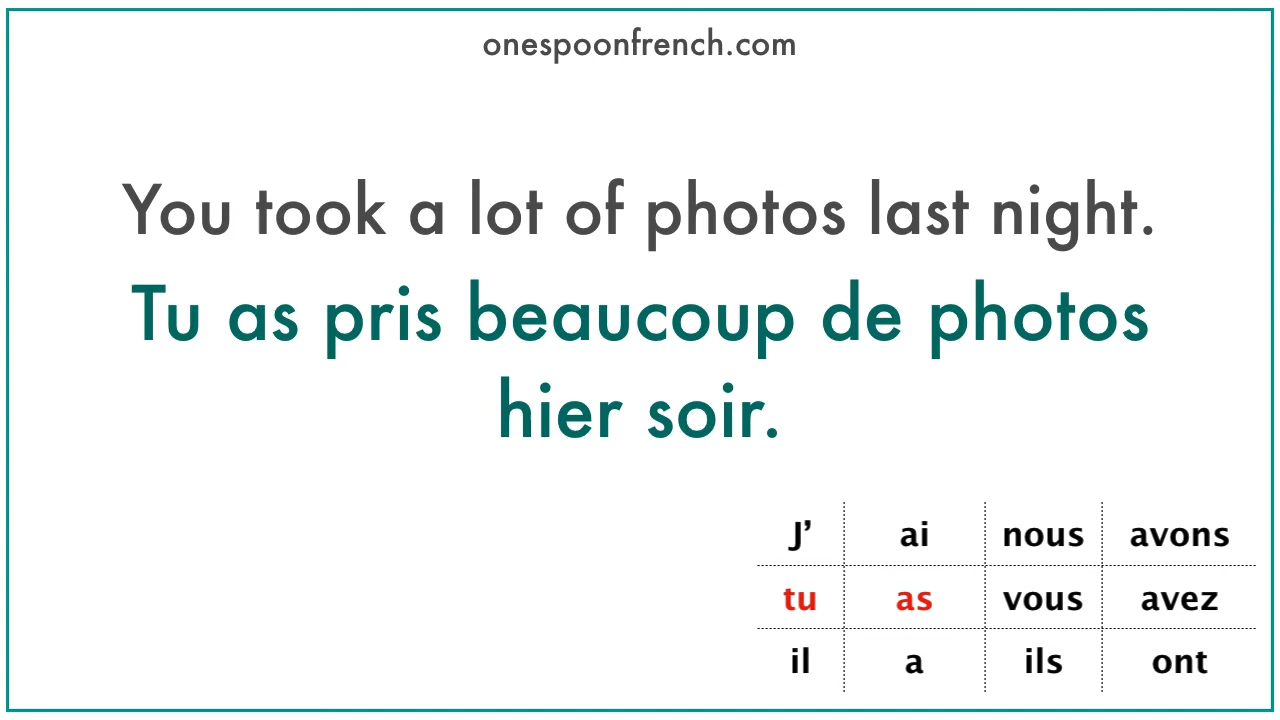 onespoonfrench.com
You took a lot of photos last night.
Tu as pris beaucoup de photos
hier soir.
J’ ai nous avons
tu as vous avez
il a ils ont